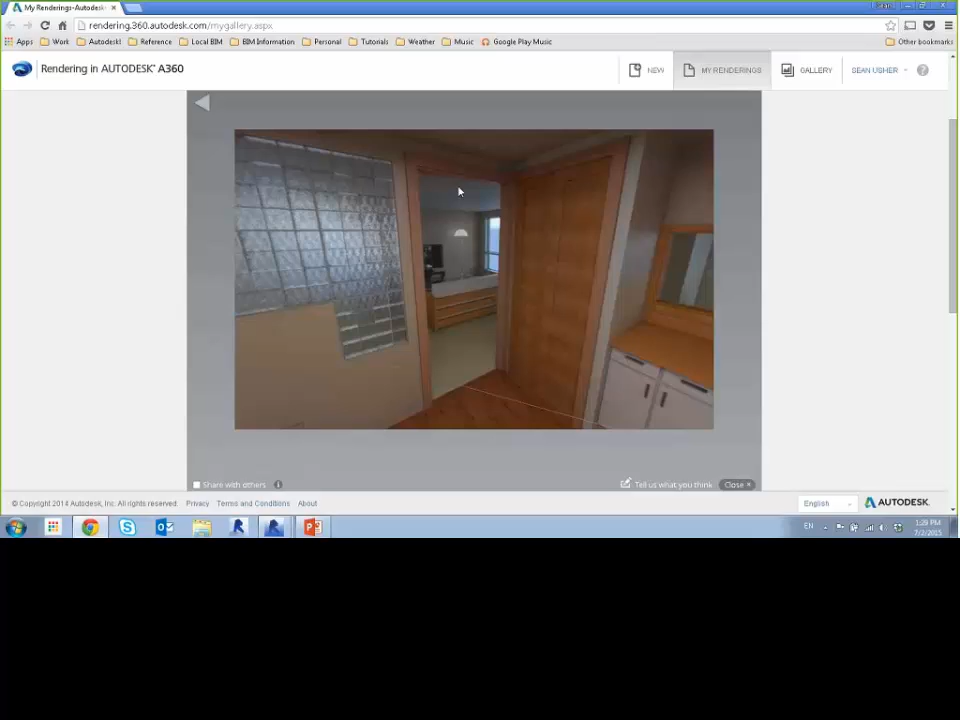 My Renderings-Autodes
rendering.360.autodesk.com/mygallery.aspx
Apps Work Autodesk! Reference Local BIM BIM Information Personal Tutorials Weather Music Google Play Music Other bookmarks
Rendering in AUTODESK® A360 NEW MY RENDERINGS GALLERY SEAN USHER ?
Share with others Tell us what you think Close ×
© Copyright 2014 Autodesk, Inc. All rights reserved. Privacy Terms and Conditions About English AUTODESK.
EN 1:29 PM
7/2/2015